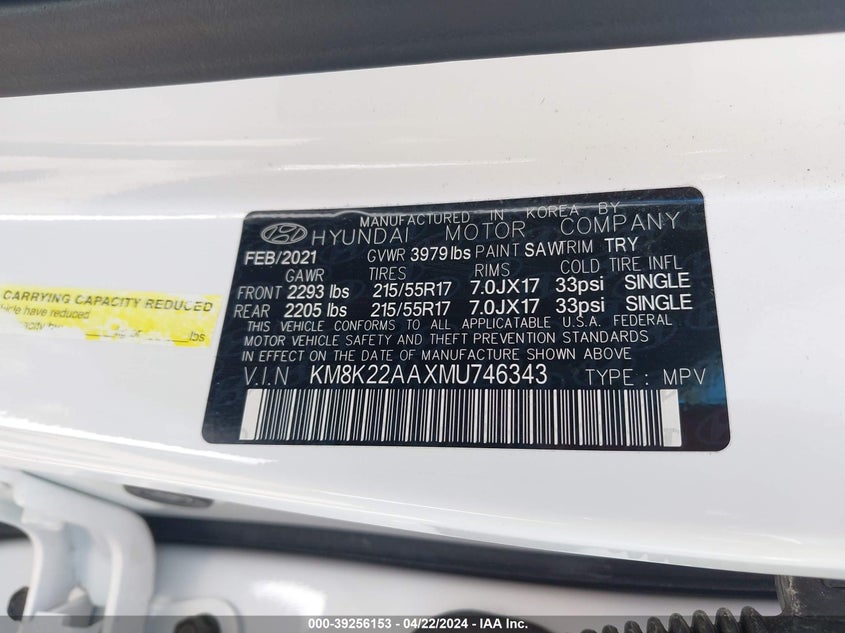 MANUFACTURED IN KOREA BY
HYUNDAI MOTOR COMPANY
FEB/2021 GVWR 3979 lbs PAINT SAW TRIM TRY
GAWR TIRES RIMS COLD TIRE INFL
FRONT 2293 lbs 215/55R17 7.0JX17 33psi SINGLE
REAR 2205 lbs 215/55R17 7.0JX17 33psi SINGLE
THIS VEHICLE CONFORMS TO ALL APPLICABLE U.S.A. FEDERAL
MOTOR VEHICLE SAFETY AND THEFT PREVENTION STANDARDS
IN EFFECT ON THE DATE OF MANUFACTURE SHOWN ABOVE
V.I.N KM8K22AAXMU746343 TYPE : MPV
CARRYING CAPACITY REDUCED
have reduced
lbs
000-39256153 - 04/22/2024 - IAA Inc.